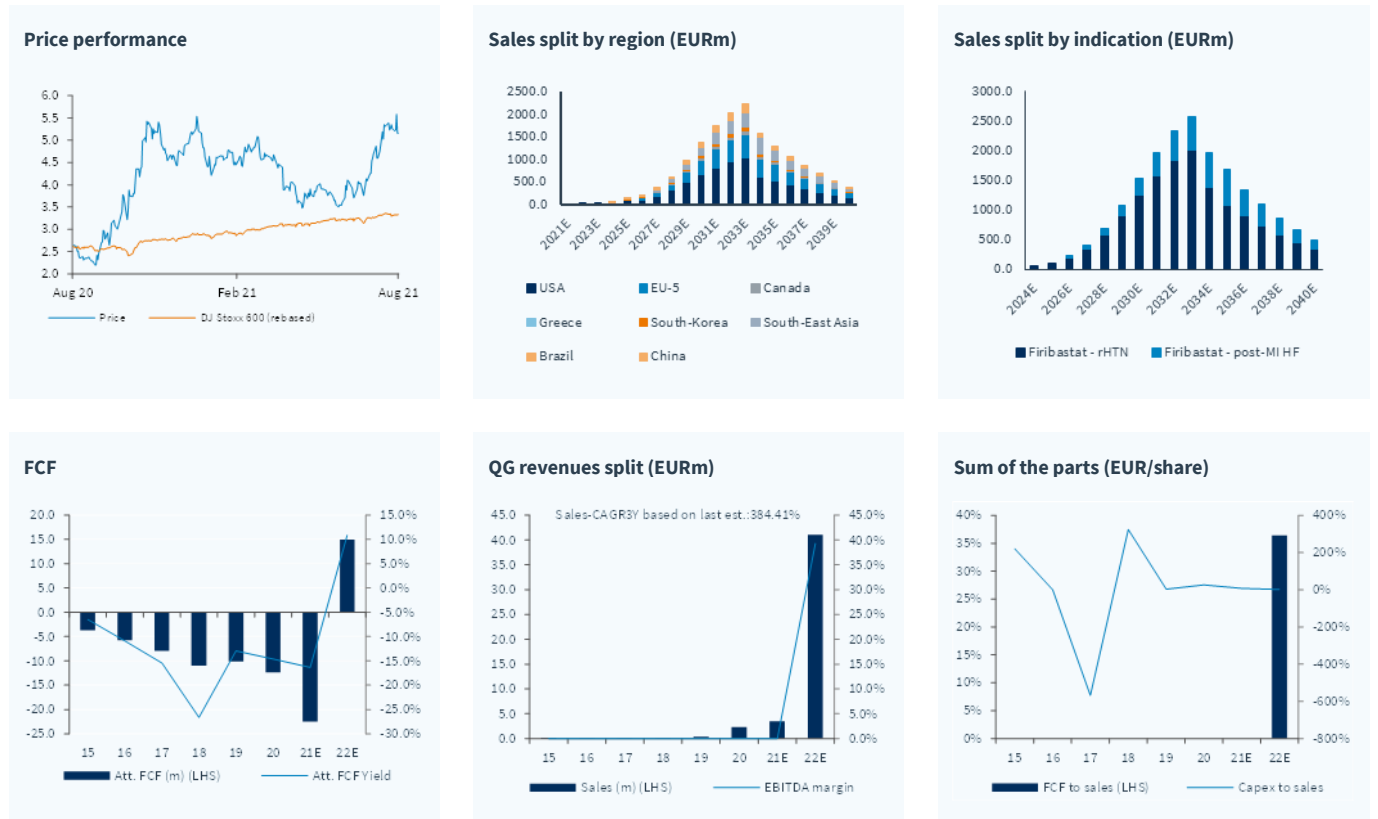 Price performance
6.0
5.5
5.0
4.5
4.0
3.5
3.0
2.5
2.0
Aug 20 Feb 21 Aug 21
Price DJ Stoxx 600 (rebased)
Sales split by region (EURm)
2500.0
2000.0
1500.0
1000.0
500.0
0.0
2021E 2023E 2025E 2027E 2029E 2031E 2033E 2035E 2037E 2039E
USA EU-5 Canada
Greece South-Korea South-East Asia
Brazil China
Sales split by indication (EURm)
3000.0
2500.0
2000.0
1500.0
1000.0
500.0
0.0
2024E 2026E 2028E 2030E 2032E 2034E 2036E 2038E 2040E
Firibastat - rHTN Firibastat - post-MI HF
FCF
20.0 15.0%
15.0 10.0%
10.0 5.0%
5.0 0.0%
0.0 -5.0%
-5.0 -10.0%
-10.0 -15.0%
-15.0 -20.0%
-20.0 -25.0%
-25.0 -30.0%
15 16 17 18 19 20 21E 22E
Att. FCF (m) (LHS) Att. FCF Yield
QG revenues split (EURm)
Sales-CAGR3Y based on last est.:384.41%
45.0 45.0%
40.0 40.0%
35.0 35.0%
30.0 30.0%
25.0 25.0%
20.0 20.0%
15.0 15.0%
10.0 10.0%
5.0 5.0%
0.0 0.0%
15 16 17 18 19 20 21E 22E
Sales (m) (LHS) EBITDA margin
Sum of the parts (EUR/share)
40% 400%
35% 200%
30% 0%
25% -200%
20% -400%
15% -600%
10% -800%
5%
0%
15 16 17 18 19 20 21E 22E
FCF to sales (LHS) Capex to sales